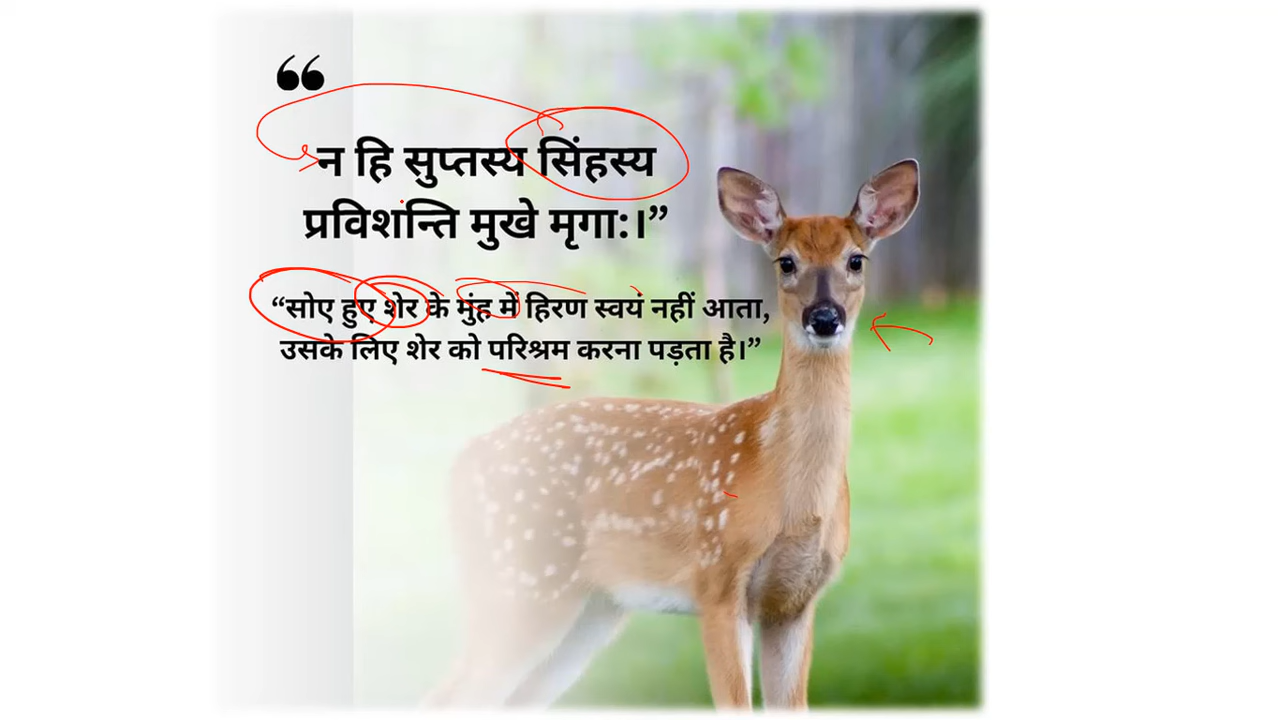 ❝
न हि सुप्तस्य सिंहस्य
प्रविशन्ति मुखे मृगाः।”
“सोए हुए शेर के मुंह में हिरण स्वयं नहीं आता,
उसके लिए शेर को परिश्रम करना पड़ता है।”